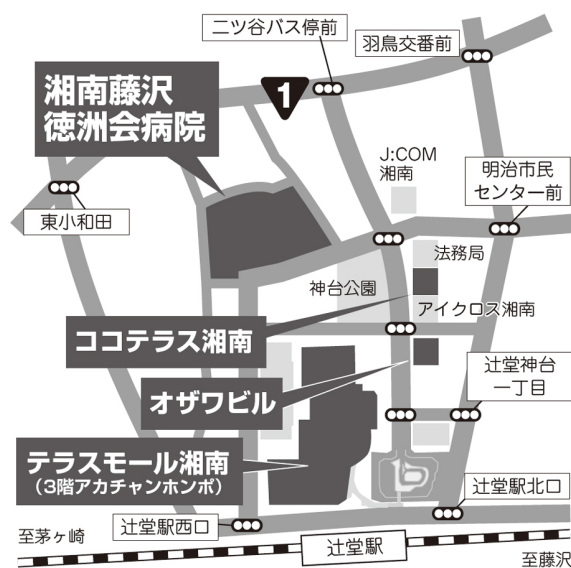 二ツ谷バス停前
羽鳥交番前
湘南藤沢
徳洲会病院
1
J:COM
湘南
明治市民
センター前
東小和田
法務局
神台公園
アイクロス湘南
ココテラス湘南
辻堂神台
一丁目
オザワビル
テラスモール湘南
（3階アカチャンホンポ）
辻堂駅北口
辻堂駅西口
至茅ヶ崎
辻堂駅
至藤沢